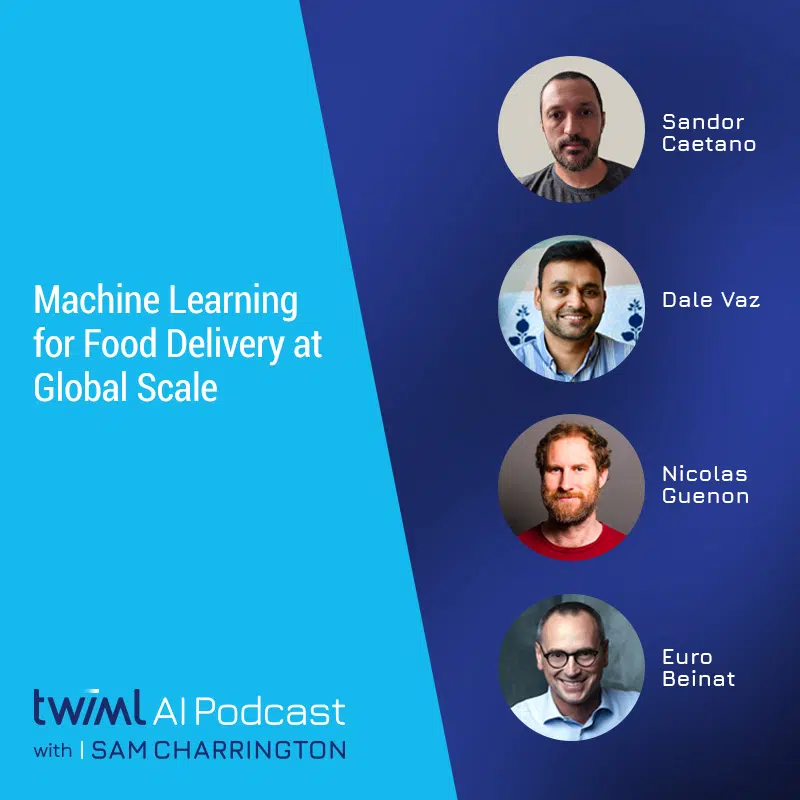 Machine Learning
for Food Delivery at
Global Scale
Sandor
Caetano
Dale Vaz
Nicolas
Guenon
Euro
Beinat
twiml AI Podcast
with | SAM CHARRINGTON